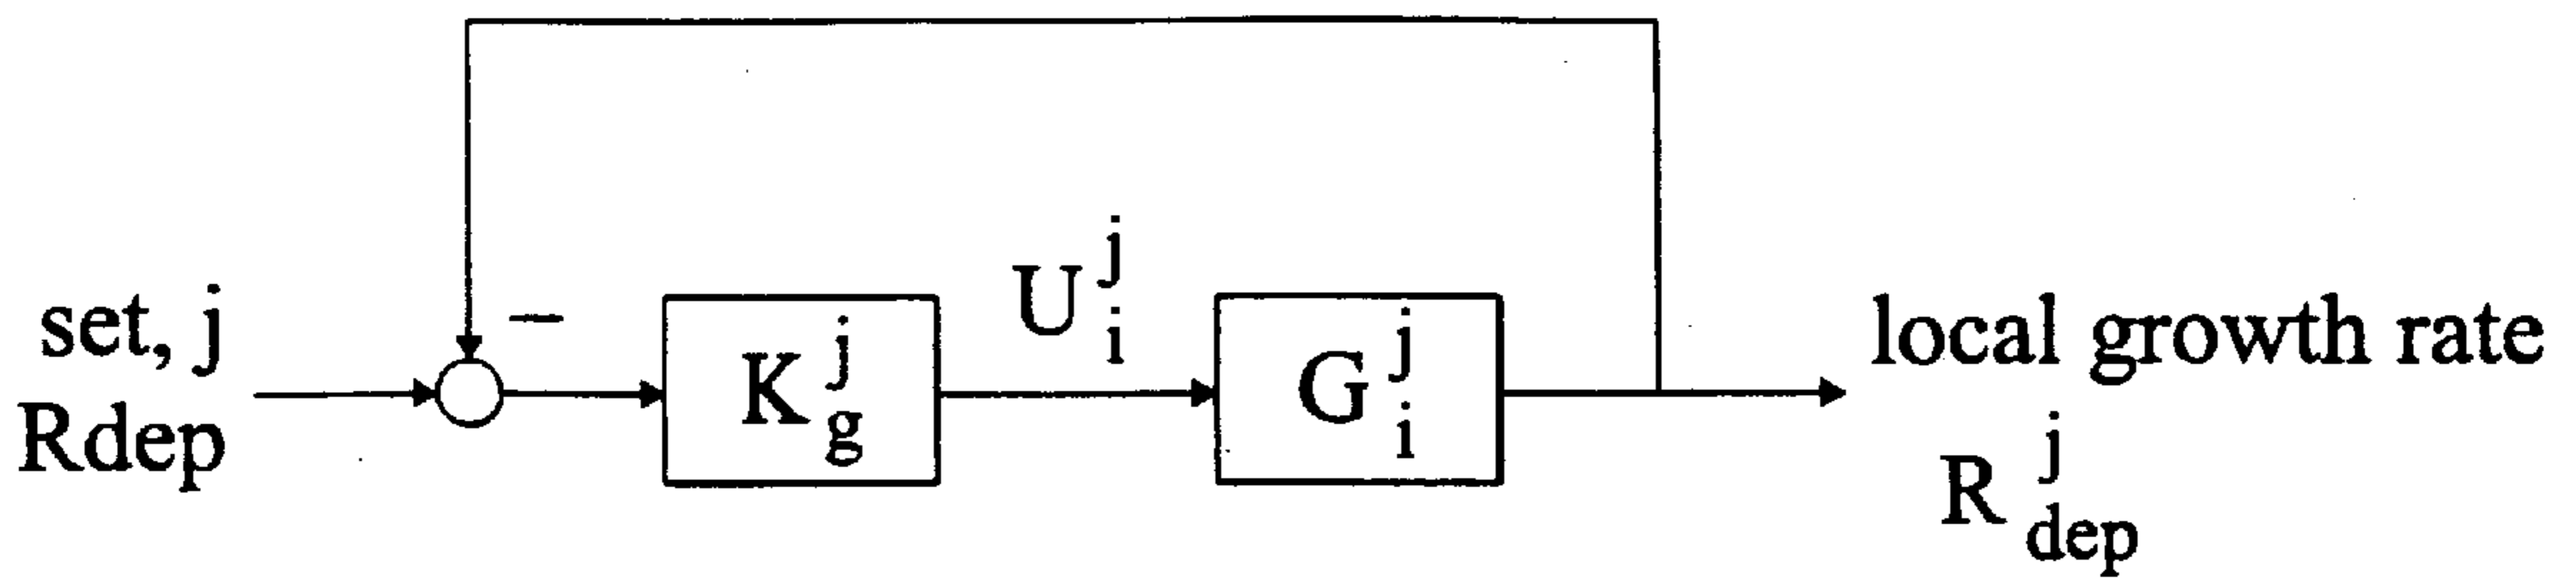 set, j
Rdep
−
K j g
U j i
G j i
local growth rate
R j dep